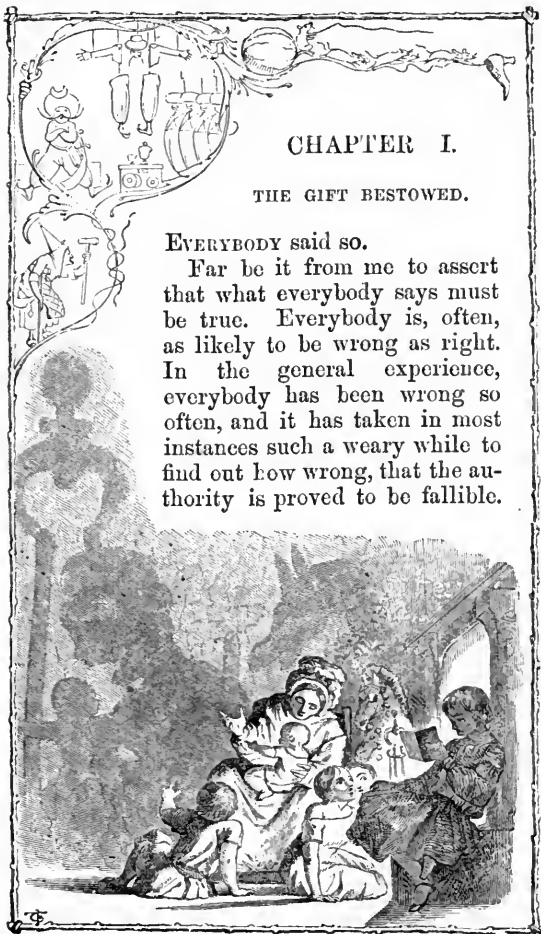 CHAPTER I.
THE GIFT BESTOWED.
EVERYBODY said so.
Far be it from me to assert
that what everybody says must
be true. Everybody is, often,
as likely to be wrong as right.
In the general experience,
everybody has been wrong so
often, and it has taken in most
instances such a weary while to
find out how wrong, that the au-
thority is proved to be fallible.